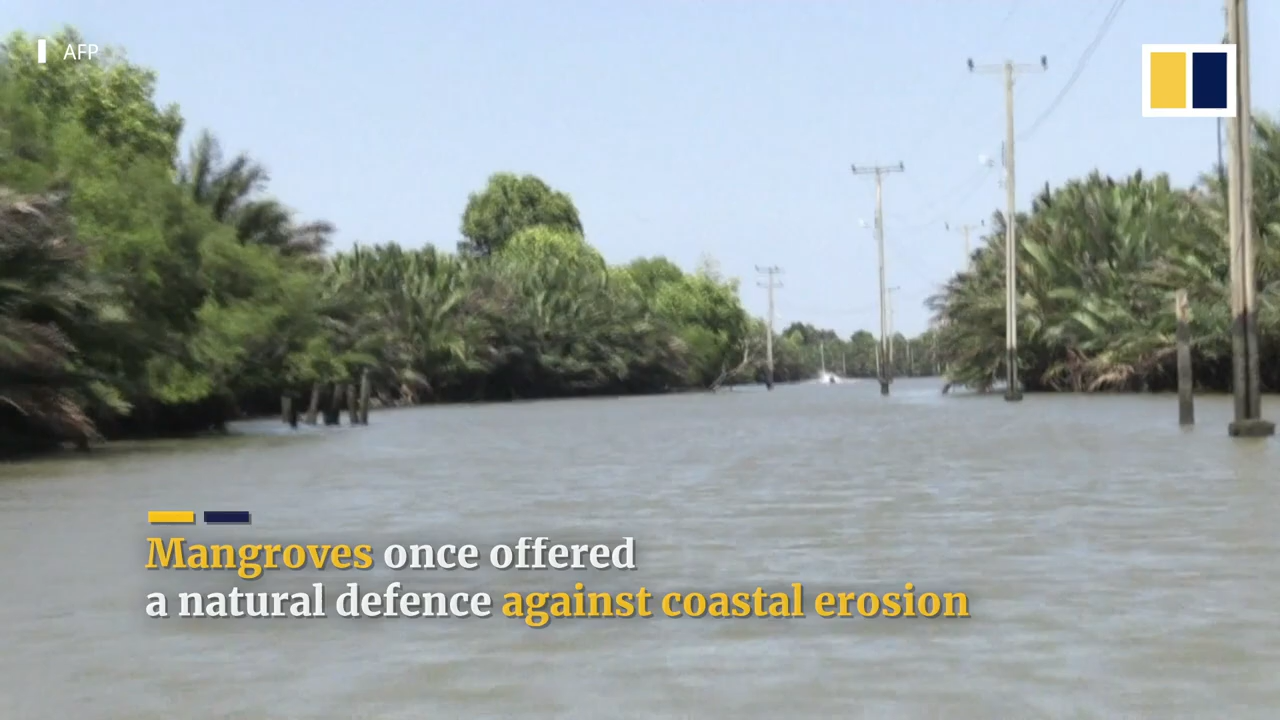 AFP
Mangroves once offered
a natural defence against coastal erosion